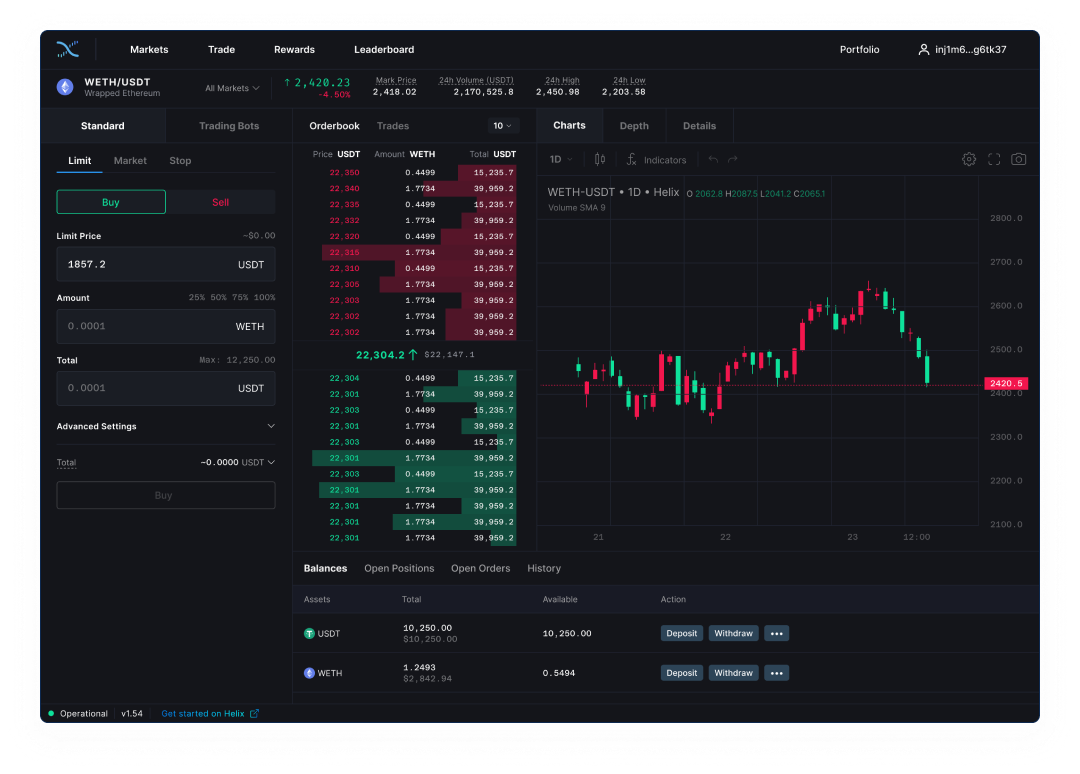 Markets Trade Rewards Leaderboard Portfolio inj1m6...g6tk37
WETH/USDT
Wrapped Ethereum
All Markets
↑ 2,420.23
-4.50%
Mark Price
2,418.02
24h Volume (USDT)
2,170,525.8
24h High
2,450.98
24h Low
2,203.58
Standard Trading Bots
Limit Market Stop
Buy Sell
Limit Price ~$0.00
1857.2 USDT
Amount 25% 50% 75% 100%
0.0001 WETH
Total Max: 12,250.00
0.0001 USDT
Advanced Settings
Total ~0.0000 USDT
Buy
Orderbook Trades 10
Price USDT Amount WETH Total USDT
22,350 0.4499 15,235.7
22,340 1.7734 39,959.2
22,335 0.4499 15,235.7
22,332 1.7734 39,959.2
22,320 0.4499 15,235.7
22,315 1.7734 39,959.2
22,310 0.4499 15,235.7
22,305 1.7734 39,959.2
22,303 1.7734 39,959.2
22,302 1.7734 39,959.2
22,302 1.7734 39,959.2
22,304.2 ↑ $22,147.1
22,304 0.4499 15,235.7
22,301 1.7734 39,959.2
22,303 0.4499 15,235.7
22,301 1.7734 39,959.2
22,303 0.4499 15,235.7
22,301 1.7734 39,959.2
22,303 0.4499 15,235.7
22,301 1.7734 39,959.2
22,301 1.7734 39,959.2
22,301 1.7734 39,959.2
22,301 1.7734 39,959.2
Charts Depth Details
1D Indicators
WETH-USDT • 1D • Helix O 2062.8 H2087.5 L2041.2 C2065.1
Volume SMA 9
2800.0
2700.0
2600.0
2500.0
2420.5
2400.0
2300.0
2200.0
2100.0
21 22 23 12:00
Balances Open Positions Open Orders History
Assets Total Available Action
USDT 10,250.00 10,250.00 Deposit Withdraw •••
$10,250.00
WETH 1.2493 0.5494 Deposit Withdraw •••
$2,842.94
Operational v1.54 Get started on Helix